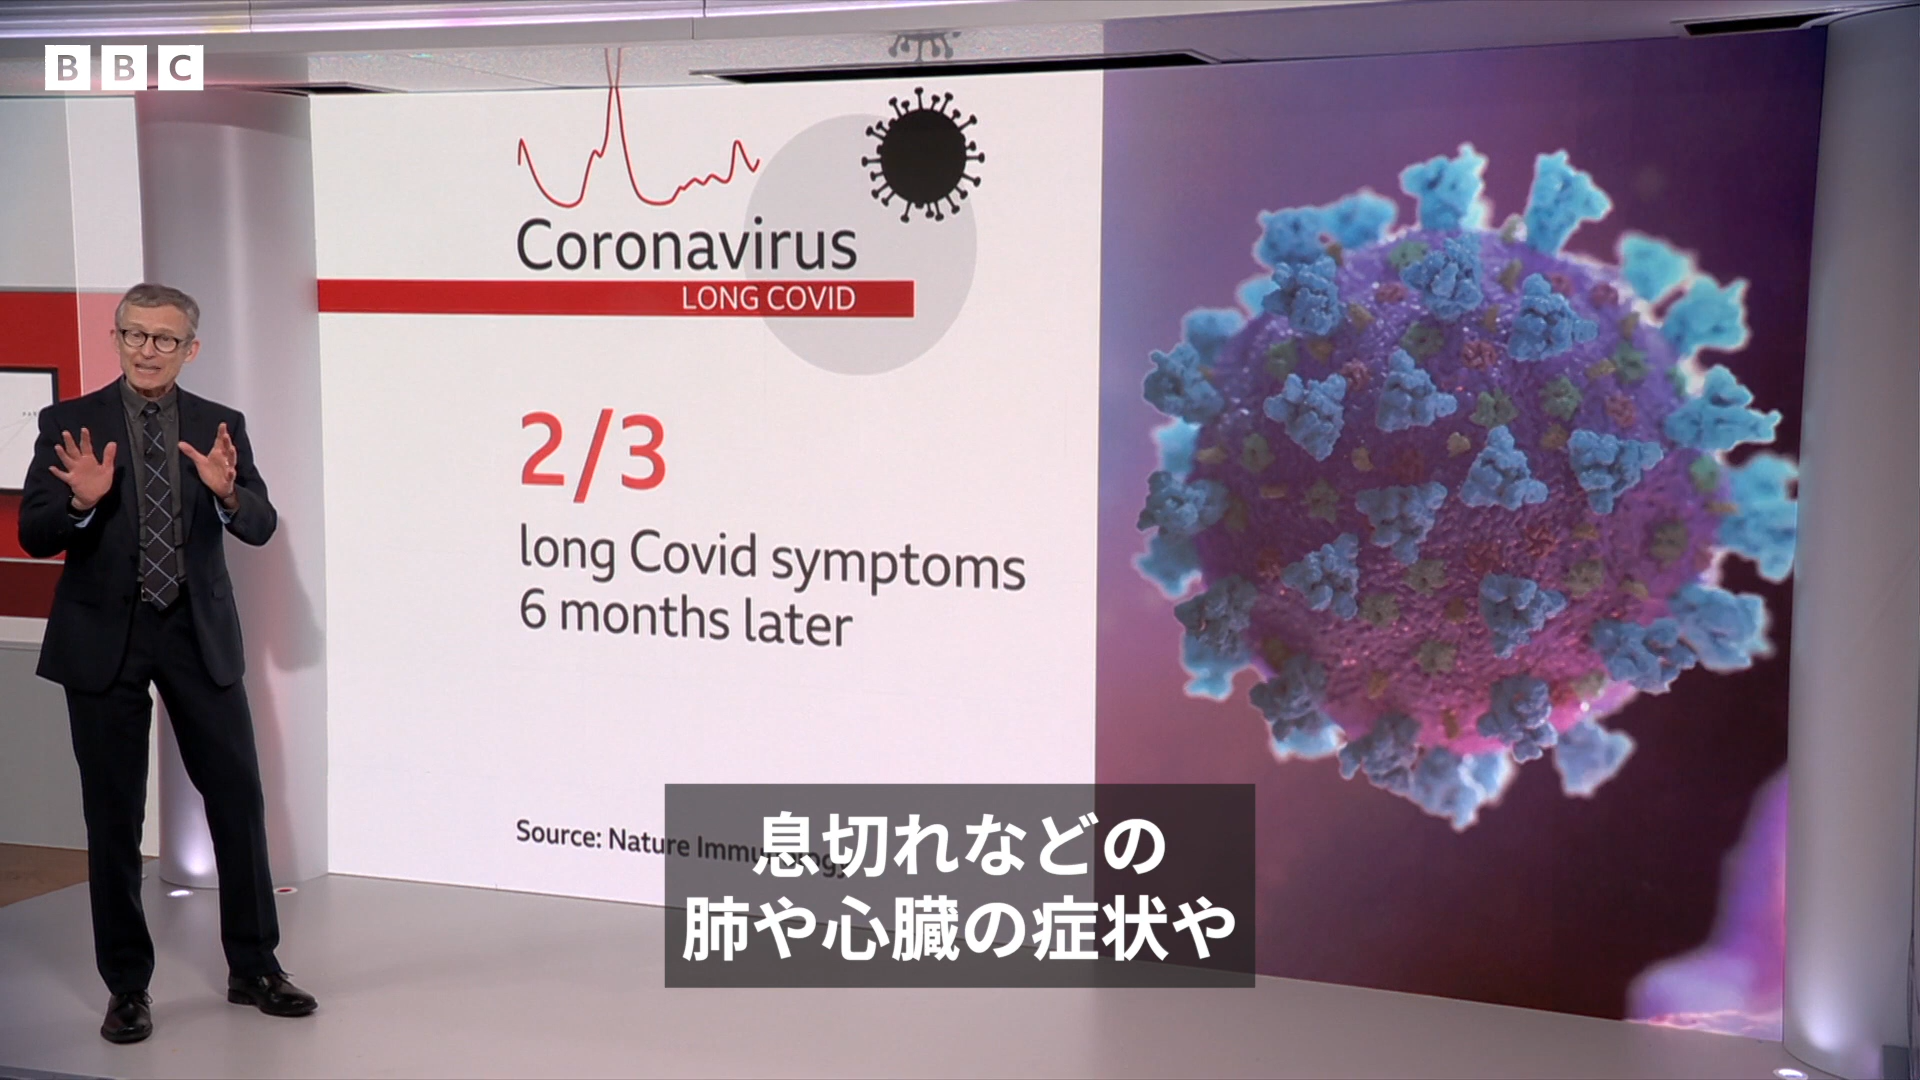 BBC
Coronavirus
LONG COVID
2/3
long Covid symptoms
6 months later
Source: Nature
息切れなどの
肺や心臓の症状や